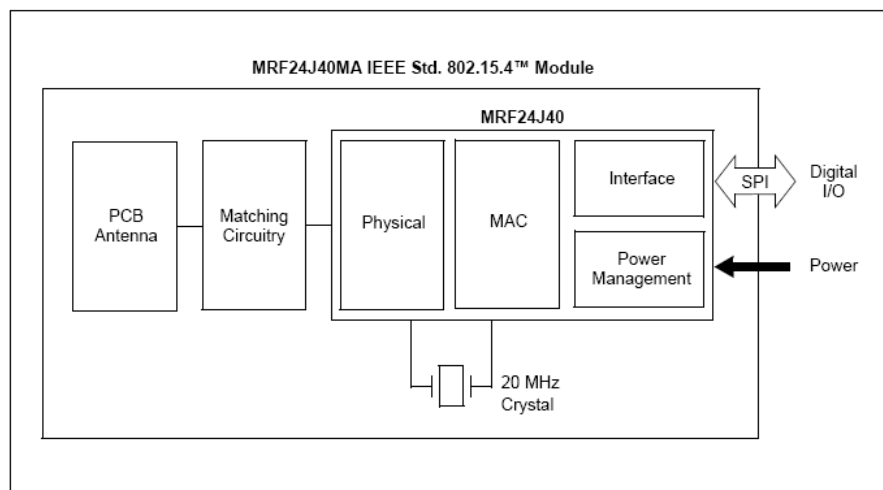 MRF24J40MA IEEE Std. 802.15.4™ Module
MRF24J40
PCB
Antenna
Matching
Circuitry
Physical
MAC
Interface
Power
Management
SPI
Digital
I/O
Power
20 MHz
Crystal